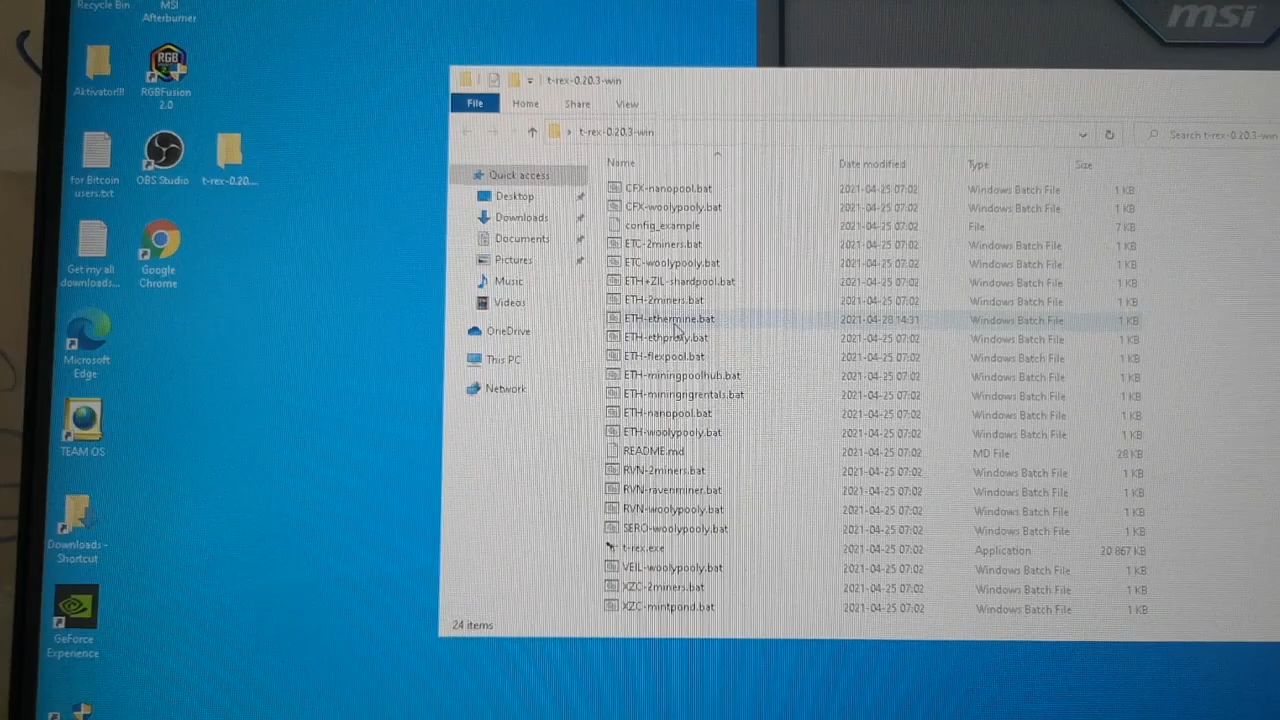 Recycle Bin
MSI Afterburner
Aktivator!!!
RGB
RGBFusion 2.0
for Bitcoin users.txt
OBS Studio
t-rex-0.20....
Get my all downloads...
Google Chrome
Microsoft Edge
TEAM OS
Downloads - Shortcut
GeForce Experience
msi
t-rex-0.20.3-win
File Home Share View
t-rex-0.20.3-win
Search t-rex-0.20.3-win
Quick access
Desktop
Downloads
Documents
Pictures
Music
Videos
OneDrive
This PC
Network
Name Date modified Type Size
CFX-nanopool.bat 2021-04-25 07:02 Windows Batch File 1 KB
CFX-woolypooly.bat 2021-04-25 07:02 Windows Batch File 1 KB
config_example 2021-04-25 07:02 File 7 KB
ETC-2miners.bat 2021-04-25 07:02 Windows Batch File 1 KB
ETC-woolypooly.bat 2021-04-25 07:02 Windows Batch File 1 KB
ETH+ZIL-shardpool.bat 2021-04-25 07:02 Windows Batch File 1 KB
ETH-2miners.bat 2021-04-25 07:02 Windows Batch File 1 KB
ETH-ethermine.bat 2021-04-28 14:31 Windows Batch File 1 KB
ETH-ethproxy.bat 2021-04-25 07:02 Windows Batch File 1 KB
ETH-flexpool.bat 2021-04-25 07:02 Windows Batch File 1 KB
ETH-miningpoolhub.bat 2021-04-25 07:02 Windows Batch File 1 KB
ETH-miningrigrentals.bat 2021-04-25 07:02 Windows Batch File 1 KB
ETH-nanopool.bat 2021-04-25 07:02 Windows Batch File 1 KB
ETH-woolypooly.bat 2021-04-25 07:02 Windows Batch File 1 KB
README.md 2021-04-25 07:02 MD File 28 KB
RVN-2miners.bat 2021-04-25 07:02 Windows Batch File 1 KB
RVN-ravenminer.bat 2021-04-25 07:02 Windows Batch File 1 KB
RVN-woolypooly.bat 2021-04-25 07:02 Windows Batch File 1 KB
SERO-woolypooly.bat 2021-04-25 07:02 Windows Batch File 1 KB
t-rex.exe 2021-04-25 07:02 Application 20 867 KB
VEIL-woolypooly.bat 2021-04-25 07:02 Windows Batch File 1 KB
XZC-2miners.bat 2021-04-25 07:02 Windows Batch File 1 KB
XZC-mintpond.bat 2021-04-25 07:02 Windows Batch File 1 KB
24 items